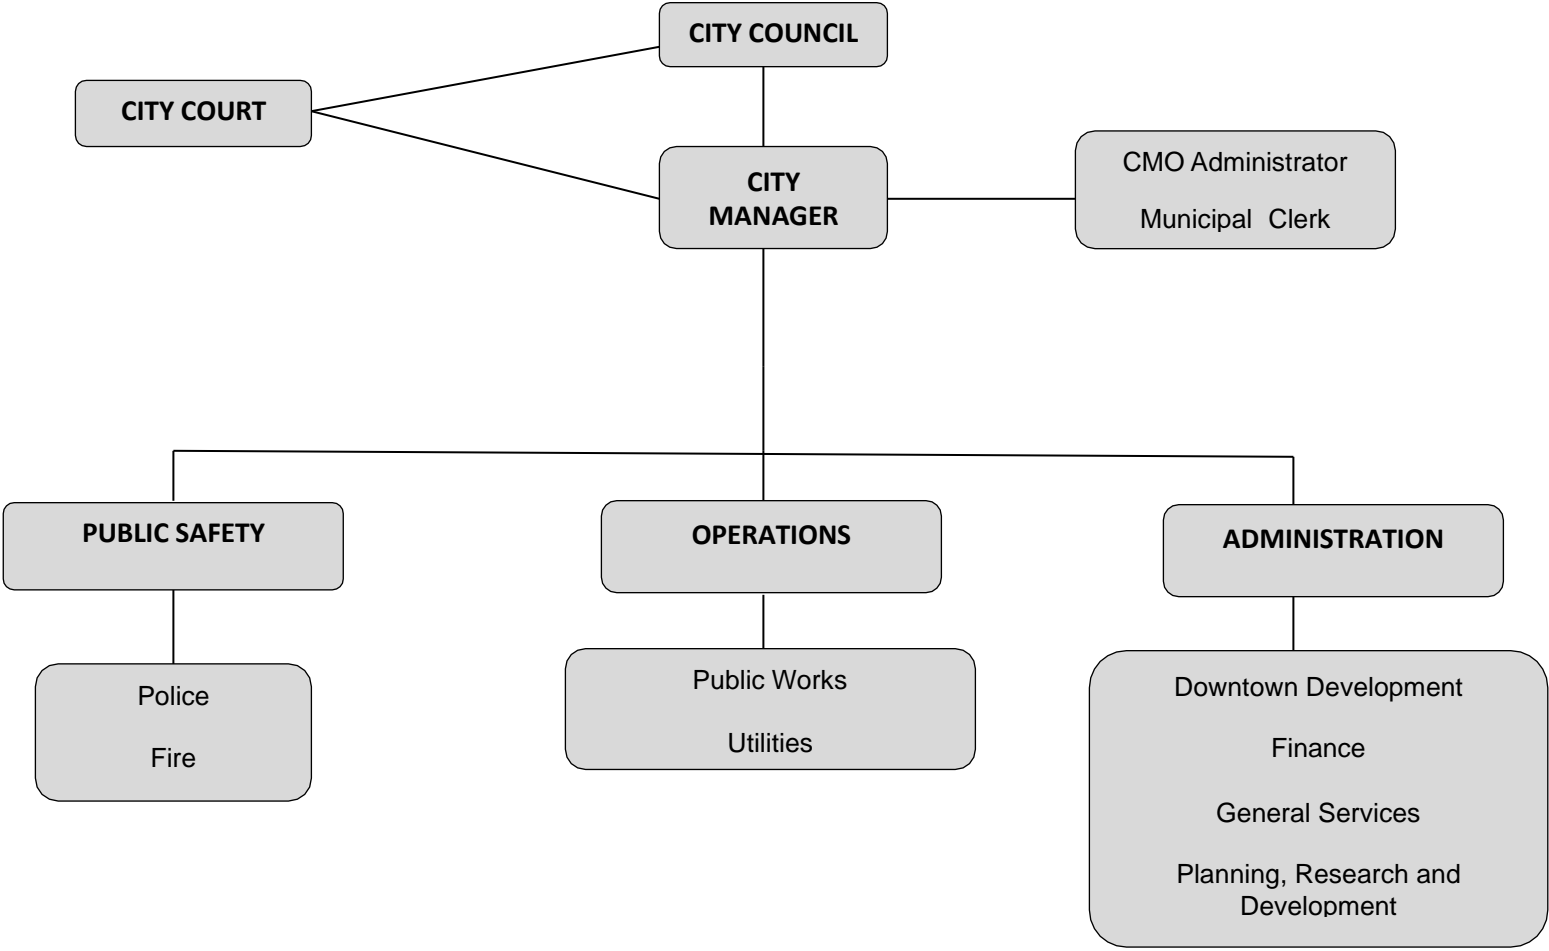 CITY COUNCIL
CITY COURT
CITY
MANAGER
CMO Administrator
Municipal Clerk
PUBLIC SAFETY
OPERATIONS
ADMINISTRATION
Police
Fire
Public Works
Utilities
Downtown Development
Finance
General Services
Planning, Research and
Development